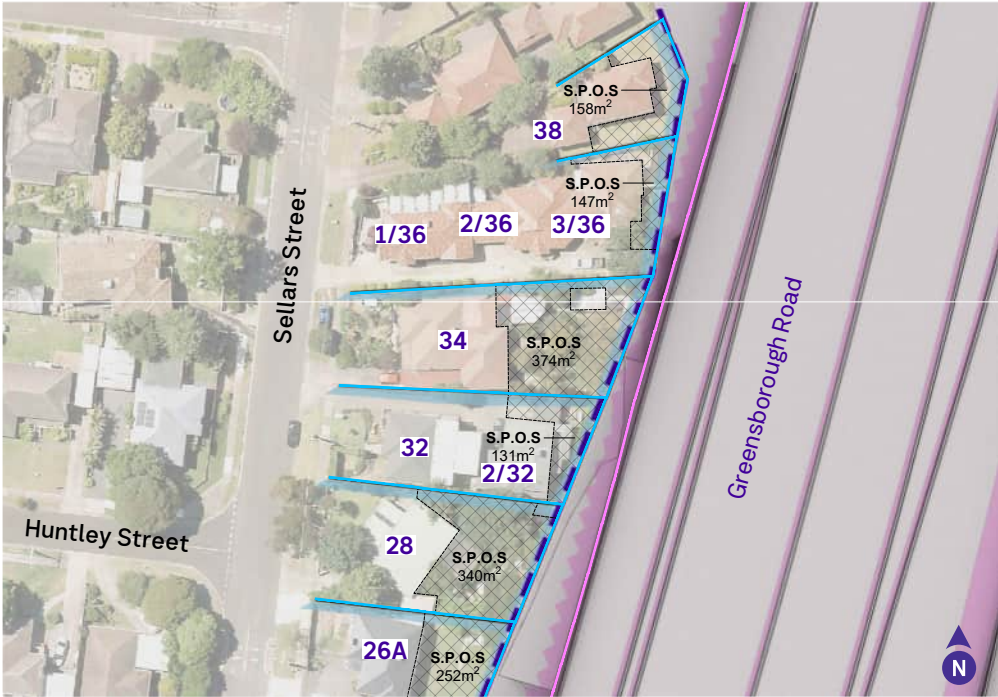 S.P.O.S
158m²
38
S.P.O.S
147m²
1/36
2/36
3/36
Sellars Street
34
S.P.O.S
374m²
Greensborough Road
32
S.P.O.S
131m²
2/32
Huntley Street
28
S.P.O.S
340m²
26A
S.P.O.S
252m²
N